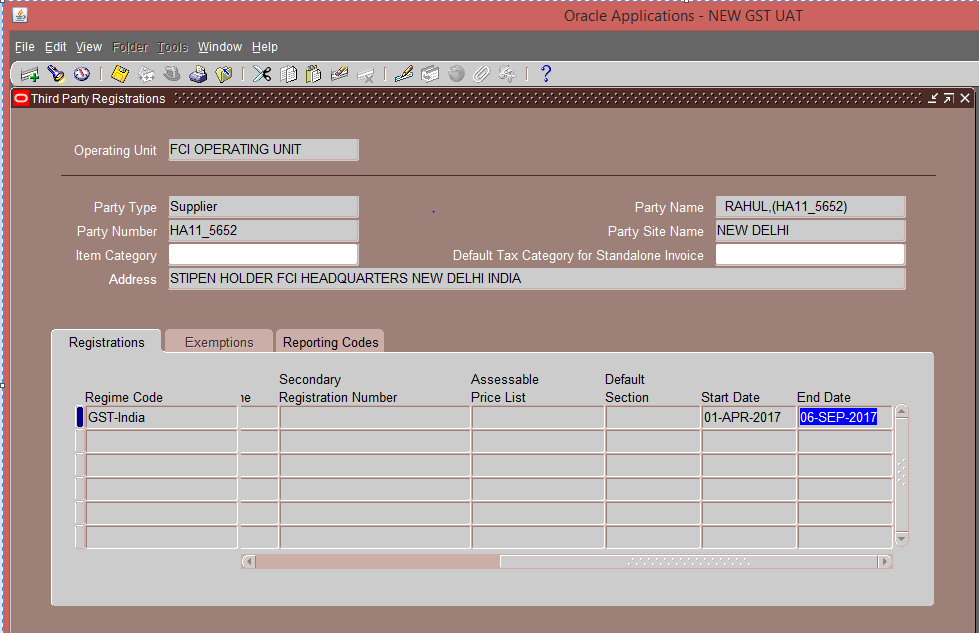 Oracle Applications - NEW GST UAT
File Edit View Folder Tools Window Help
Third Party Registrations
Operating Unit FCI OPERATING UNIT
Party Type Supplier Party Name RAHUL,(HA11_5652)
Party Number HA11_5652 Party Site Name NEW DELHI
Item Category Default Tax Category for Standalone Invoice
Address STIPEN HOLDER FCI HEADQUARTERS NEW DELHI INDIA
Registrations Exemptions Reporting Codes
Secondary Assessable Default
Regime Code ne Registration Number Price List Section Start Date End Date
GST-India 01-APR-2017 06-SEP-2017